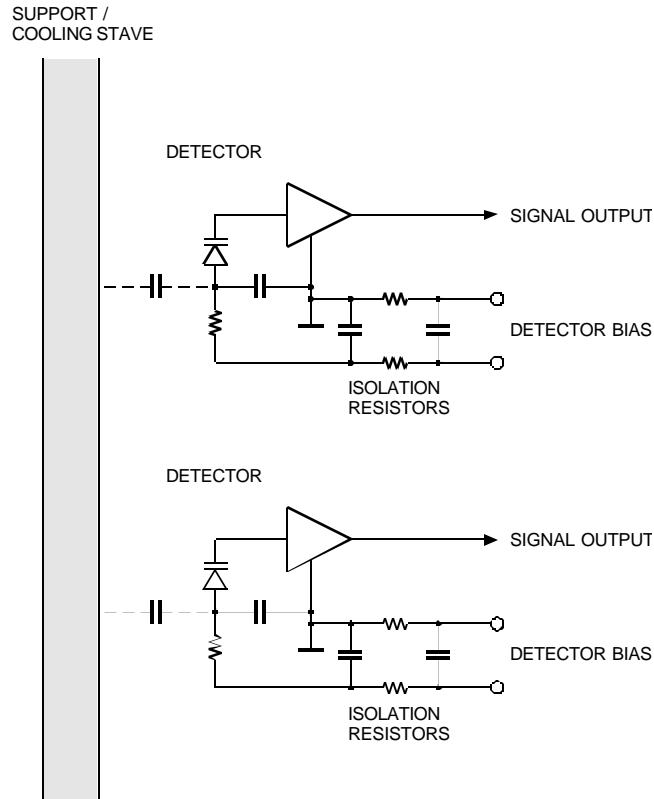 SUPPORT /
COOLING STAVE
DETECTOR
SIGNAL OUTPUT
DETECTOR BIAS
ISOLATION
RESISTORS
DETECTOR
SIGNAL OUTPUT
DETECTOR BIAS
ISOLATION
RESISTORS